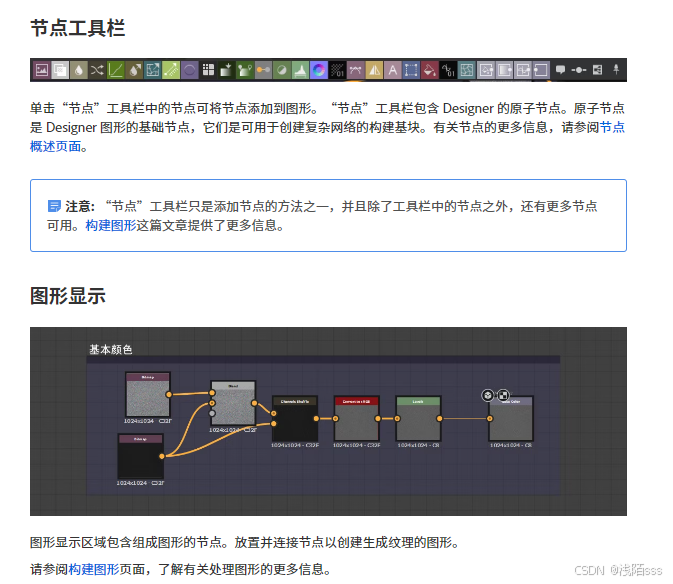 节点工具栏
单击“节点”工具栏中的节点可将节点添加到图形。“节点”工具栏包含 Designer 的原子节点。原子节点
是 Designer 图形的基础节点，它们是可用于创建复杂网络的构建基块。有关节点的更多信息，请参阅节点
概述页面。
注意: “节点”工具栏只是添加节点的方法之一，并且除了工具栏中的节点之外，还有更多节点
可用。构建图形这篇文章提供了更多信息。
图形显示
基本颜色
Bitmap
Blend
Channels Shuffle
Levels
1024x1024 - C32F
1024x1024 - C32F
1024x1024 - C32F
1024x1024 - C32F
1024x1024 - C8
1024x1024 - C8
Bitmap
1024x1024 - C32F
图形显示区域包含组成图形的节点。放置并连接节点以创建生成纹理的图形。
请参阅构建图形页面，了解有关处理图形的更多信息。
CSDN @浅陌sss